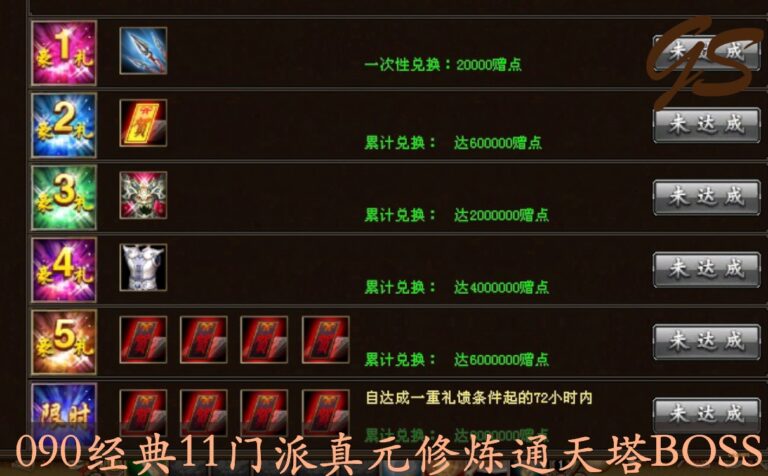 1
豪礼
一次性兑换：20000赠点
未达成
GS
2
豪礼
贺
累计兑换： 达600000赠点
未达成
3
豪礼
累计兑换： 达2000000赠点
未达成
4
豪礼
累计兑换： 达4000000赠点
未达成
5
豪礼
累计兑换： 达6000000赠点
未达成
限时
自达成一重礼馈条件起的72小时内
未达成
090经典11门派真元修炼通天塔BOSS